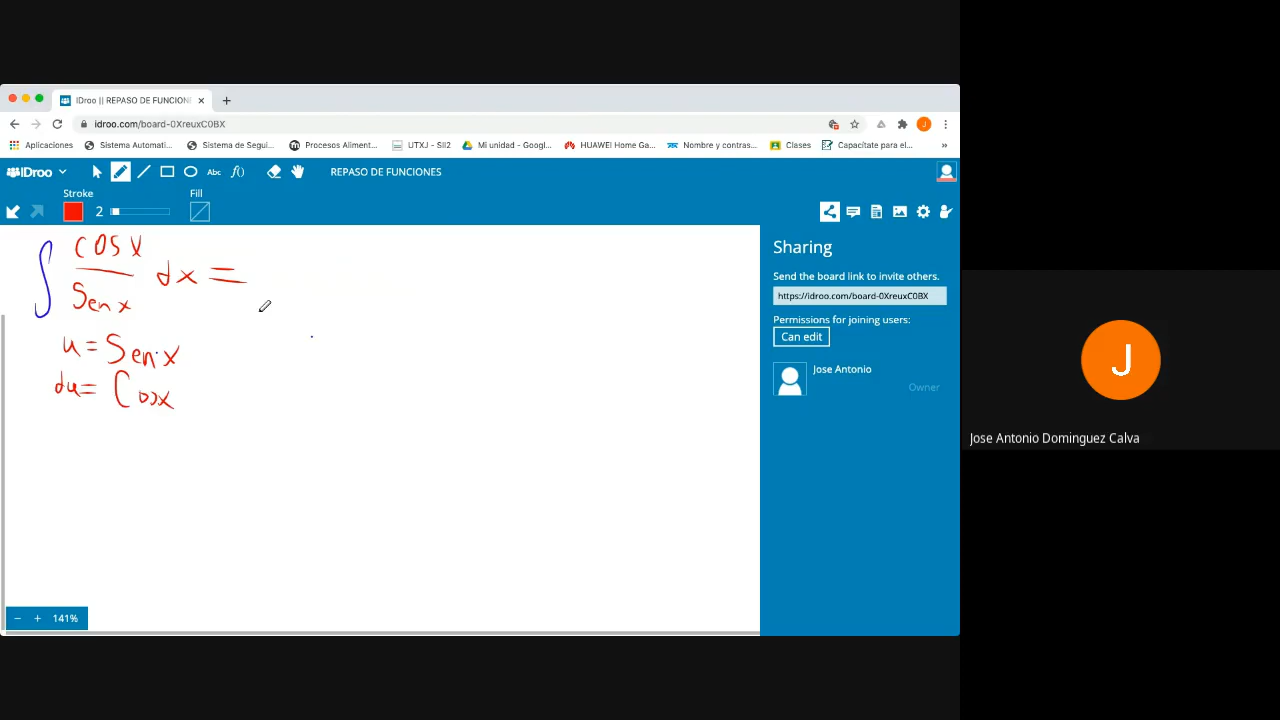 IDroo || REPASO DE FUNCIONE
idroo.com/board-0XreuxC0BX
Aplicaciones
Sistema Automati...
Sistema de Segui...
Procesos Aliment...
UTXJ - SII2
Mi unidad - Googl...
HUAWEI Home Ga...
Nombre y contras...
Clases
Capacítate para el...
»
IDroo
Abc
f()
REPASO DE FUNCIONES
Stroke
Fill
2
∫ cos x / Sen x dx =
u = Sen x
du = Cos x
Sharing
Send the board link to invite others.
https://idroo.com/board-0XreuxC0BX
Permissions for joining users:
Can edit
Jose Antonio
Owner
− + 141%
J
Jose Antonio Dominguez Calva